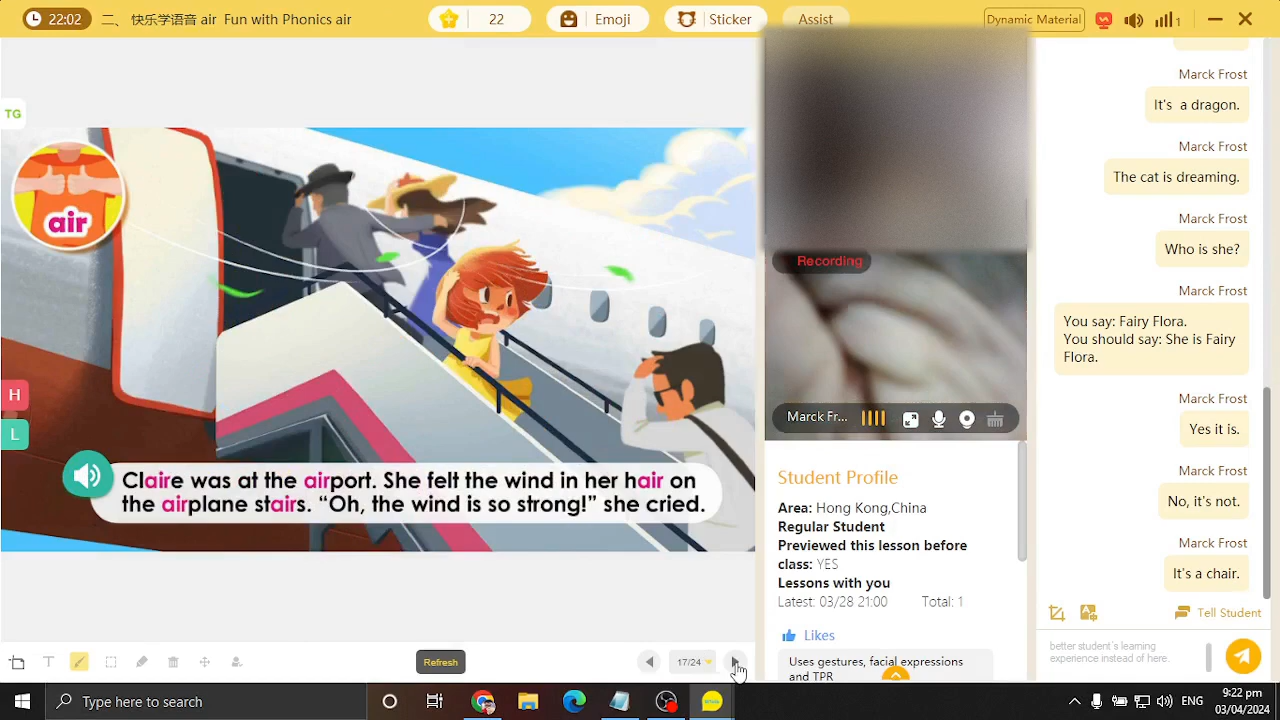 22:02
二、快乐学语音 air Fun with Phonics air
22
Emoji
Sticker
Assist
Dynamic Material
1
TG
air
H
L
Claire was at the airport. She felt the wind in her hair on
the airplane stairs. “Oh, the wind is so strong!” she cried.
Refresh
17/24
Recording
Marck Fr...
Student Profile
Area: Hong Kong,China
Regular Student
Previewed this lesson before
class: YES
Lessons with you
Latest: 03/28 21:00 Total: 1
Likes
Uses gestures, facial expressions
and TPR
Marck Frost
It's a dragon.
Marck Frost
The cat is dreaming.
Marck Frost
Who is she?
Marck Frost
You say: Fairy Flora.
You should say: She is Fairy
Flora.
Marck Frost
Yes it is.
Marck Frost
No, it's not.
Marck Frost
It's a chair.
Tell Student
better student's learning
experience instead of here.
Type here to search
9:22 pm
03/04/2024